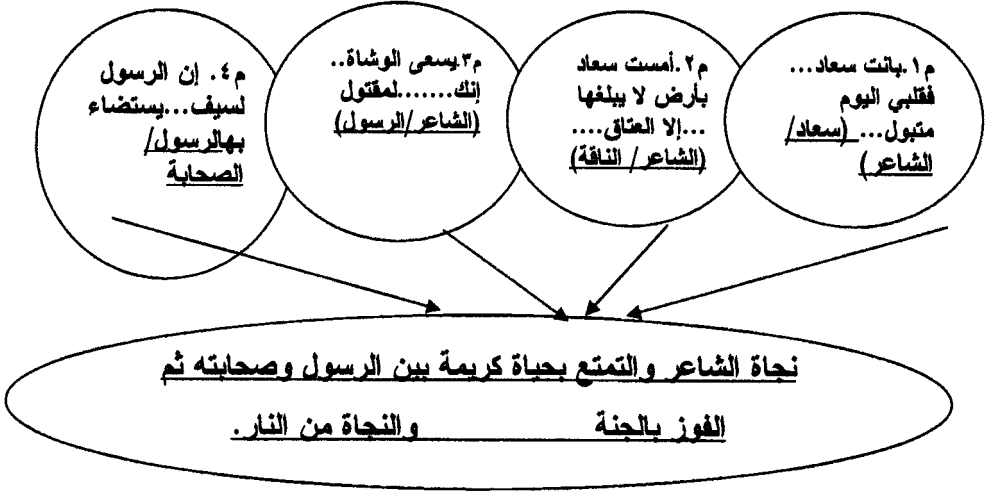 م١.بانت سعاد...
فقلبي اليوم
متبول... (سعاد/
الشاعر)
م٢.أمست سعاد
بأرض لا يبلغها
...إلا العتاق....
(الشاعر/ الناقة)
م٣.يسعى الوشاة..
إنك.......لمقتول
(الشاعر/الرسول)
م٤. إن الرسول
لسيف...يستضاء
بهالرسول/
الصحابة
نجاة الشاعر والتمتع بحياة كريمة بين الرسول وصحابته ثم
الفوز بالجنة والنجاة من النار.